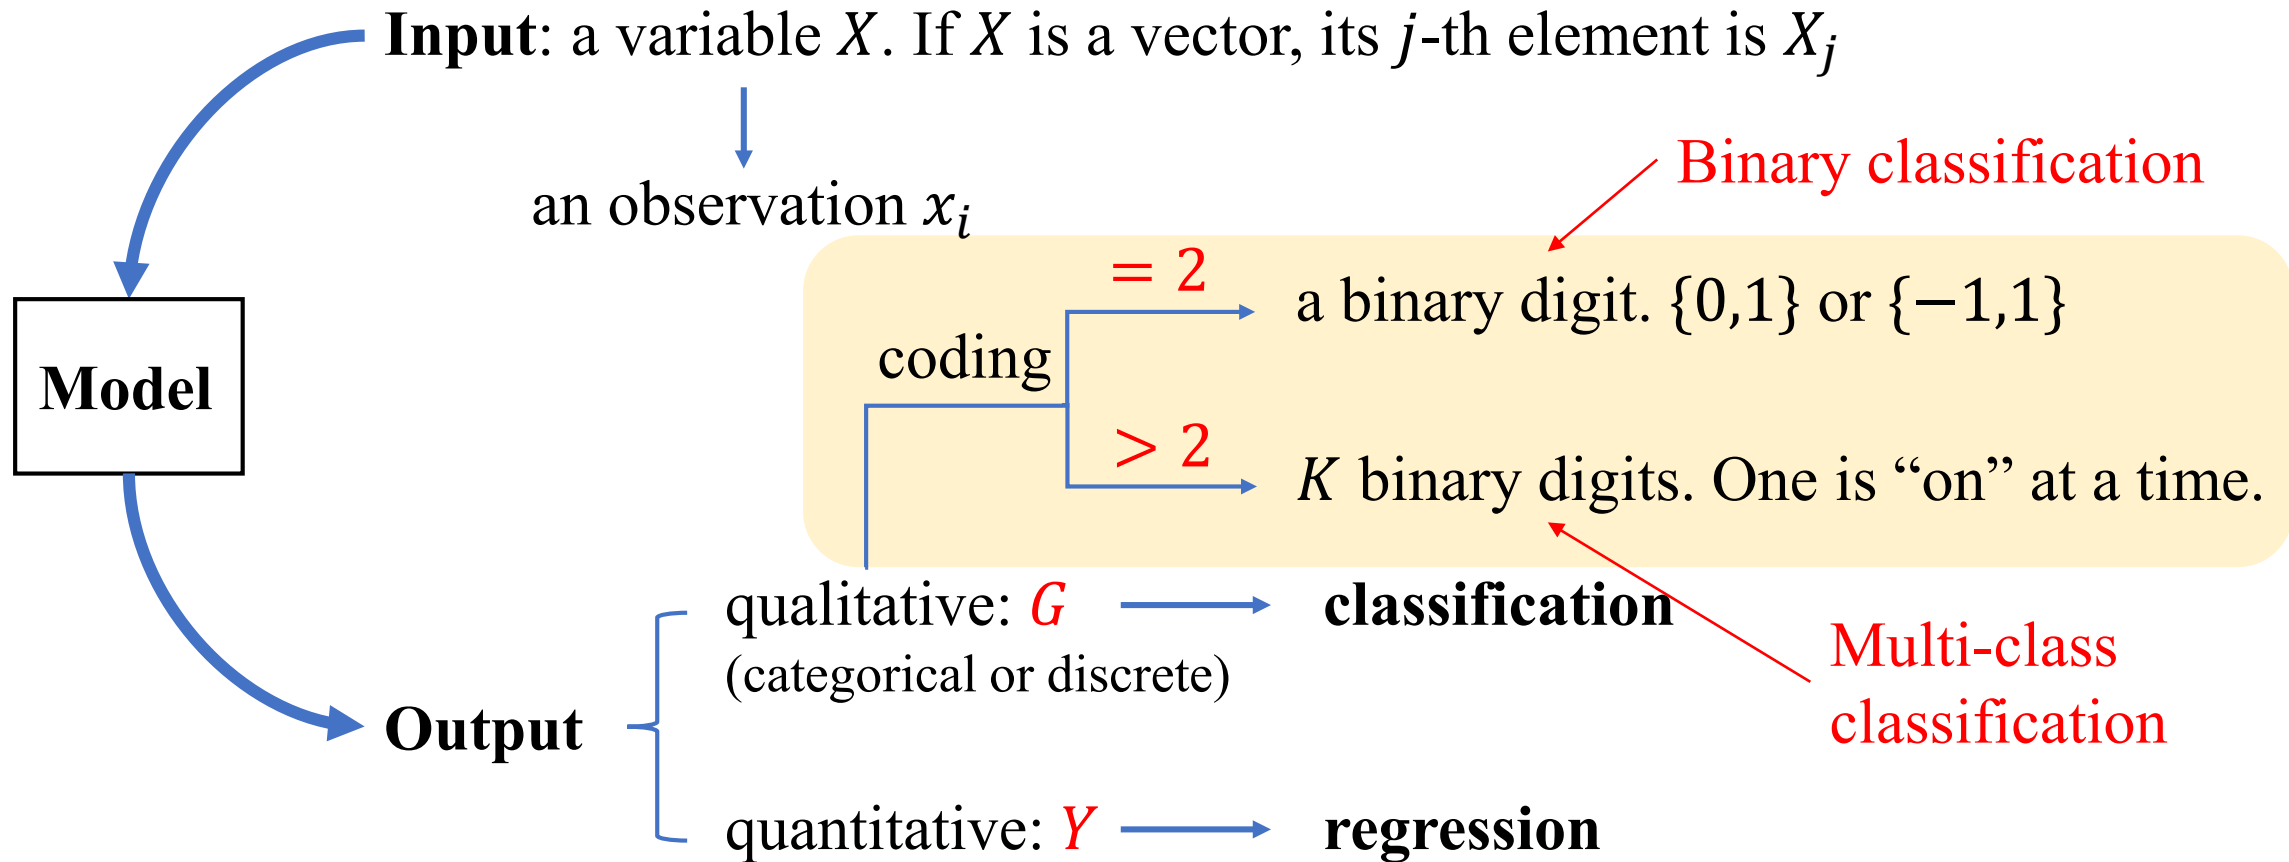 Input: a variable X. If X is a vector, its j-th element is X_j
an observation x_i
Binary classification
= 2
a binary digit. {0,1} or {−1,1}
coding
Model
> 2
K binary digits. One is “on” at a time.
qualitative: G
classification
(categorical or discrete)
Multi-class
classification
Output
quantitative: Y
regression